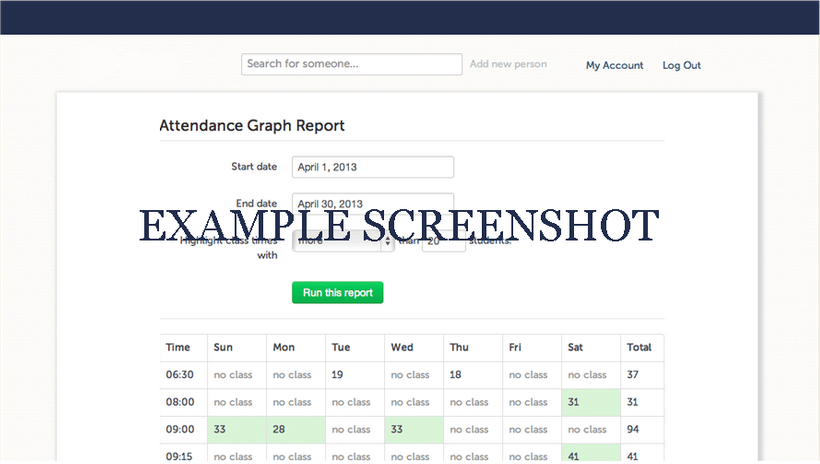 Search for someone... Add new person My Account Log Out
Attendance Graph Report
Start date April 1, 2013
End date April 30, 2013
EXAMPLE SCREENSHOT
Highlight class times more than 20 students.
with
Run this report
Time Sun Mon Tue Wed Thu Fri Sat Total
06:30 no class no class 19 no class 18 no class no class 37
08:00 no class no class no class no class no class no class 31 31
09:00 33 28 no class 33 no class no class no class 94
09:15 no class no class no class no class no class no class 41 41